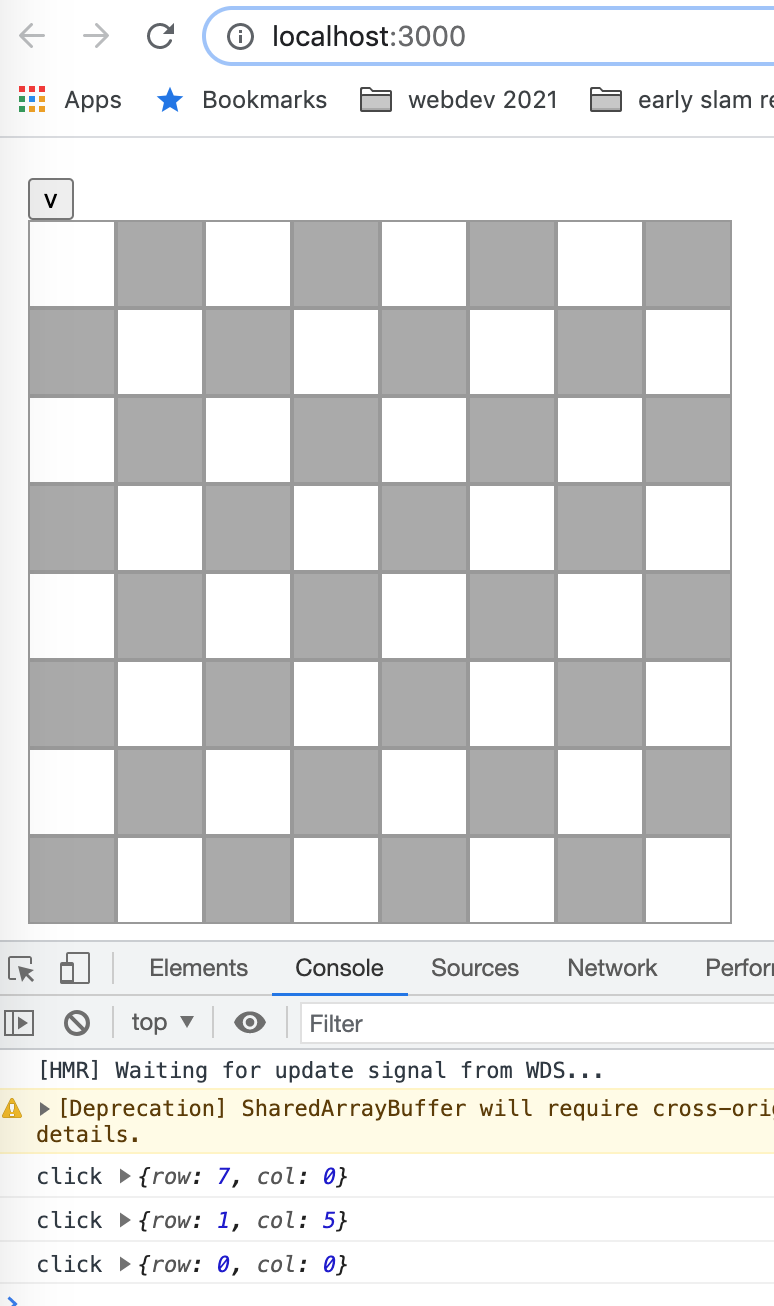 localhost:3000
Apps Bookmarks webdev 2021 early slam re
v
Elements Console Sources Network Perfor
top ▼ Filter
[HMR] Waiting for update signal from WDS...
[Deprecation] SharedArrayBuffer will require cross-orig
details.
click ▶{row: 7, col: 0}
click ▶{row: 1, col: 5}
click ▶{row: 0, col: 0}